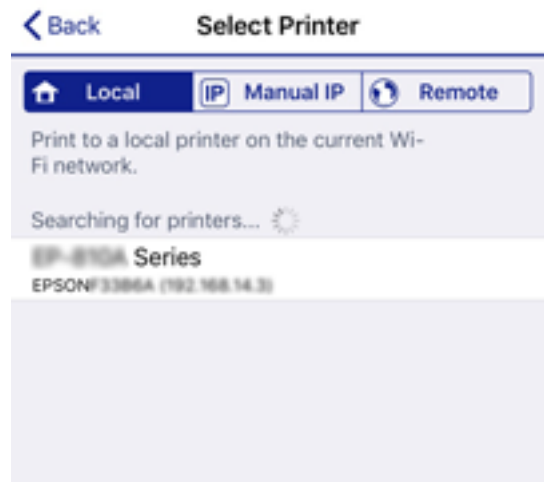 Back Select Printer
Local IP Manual IP Remote
Print to a local printer on the current Wi-
Fi network.
Searching for printers...
Series
EPSON